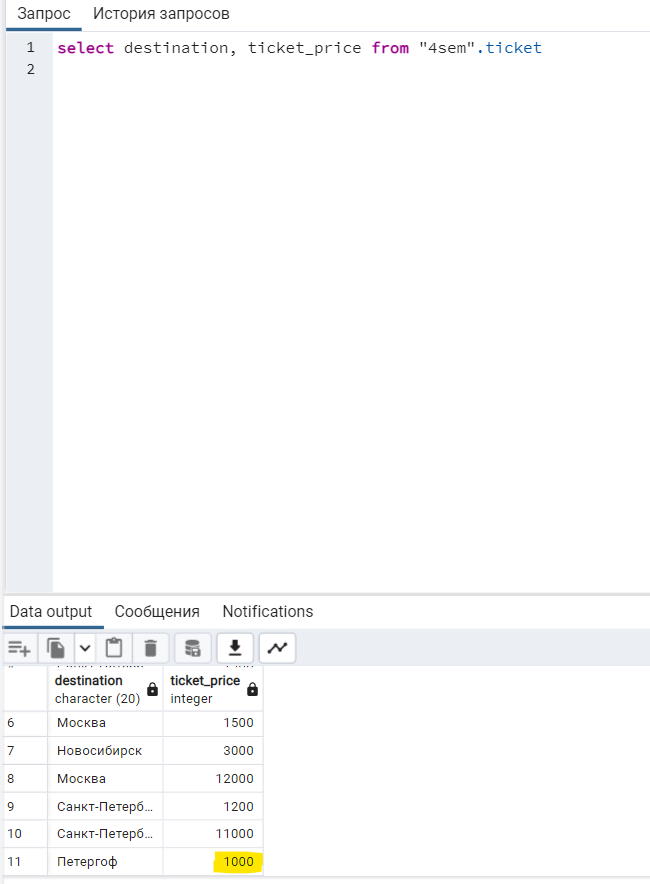 Запрос История запросов
1 select destination, ticket_price from "4sem".ticket
2
Data output Сообщения Notifications
destination ticket_price
character (20) integer
6 Москва 1500
7 Новосибирск 3000
8 Москва 12000
9 Санкт-Петерб... 1200
10 Санкт-Петерб... 11000
11 Петергоф 1000